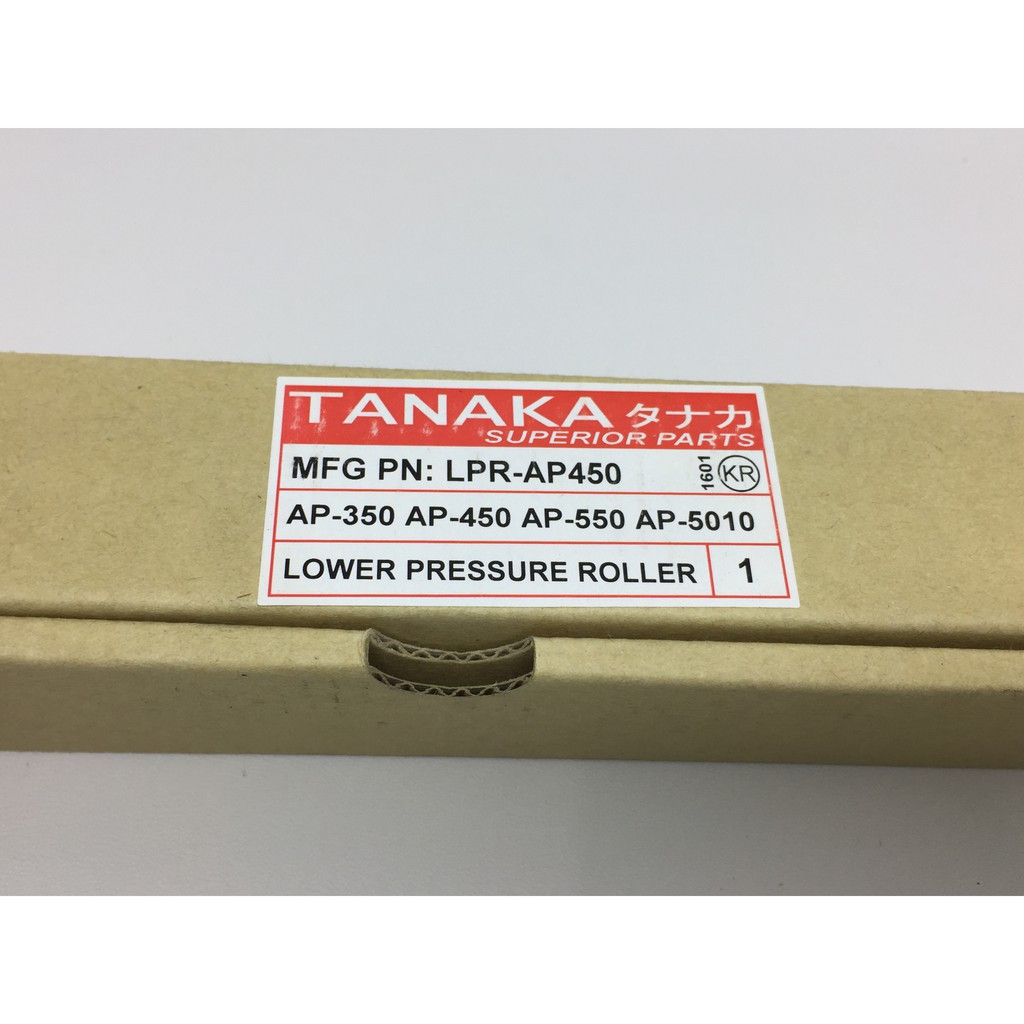 TANAKA タナカ
SUPERIOR PARTS
MFG PN: LPR-AP450
1601
KR
AP-350 AP-450 AP-550 AP-5010
LOWER PRESSURE ROLLER
1